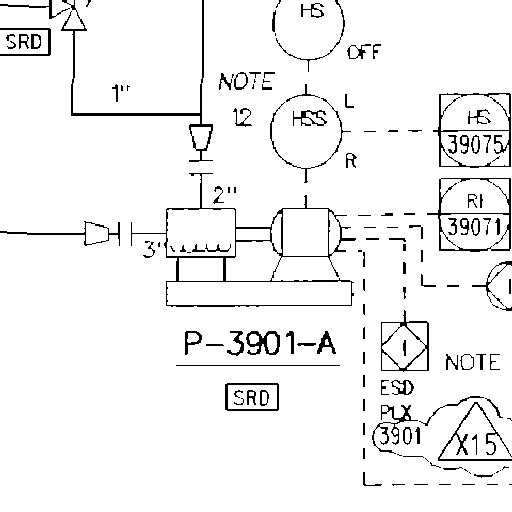 HS
SRD
OFF
1"
NOTE
12
L
HSS
R
HS
39075
2"
RI
39071
3"
I
P-3901-A
NOTE
SRD
ESD
PLX
3901
X15